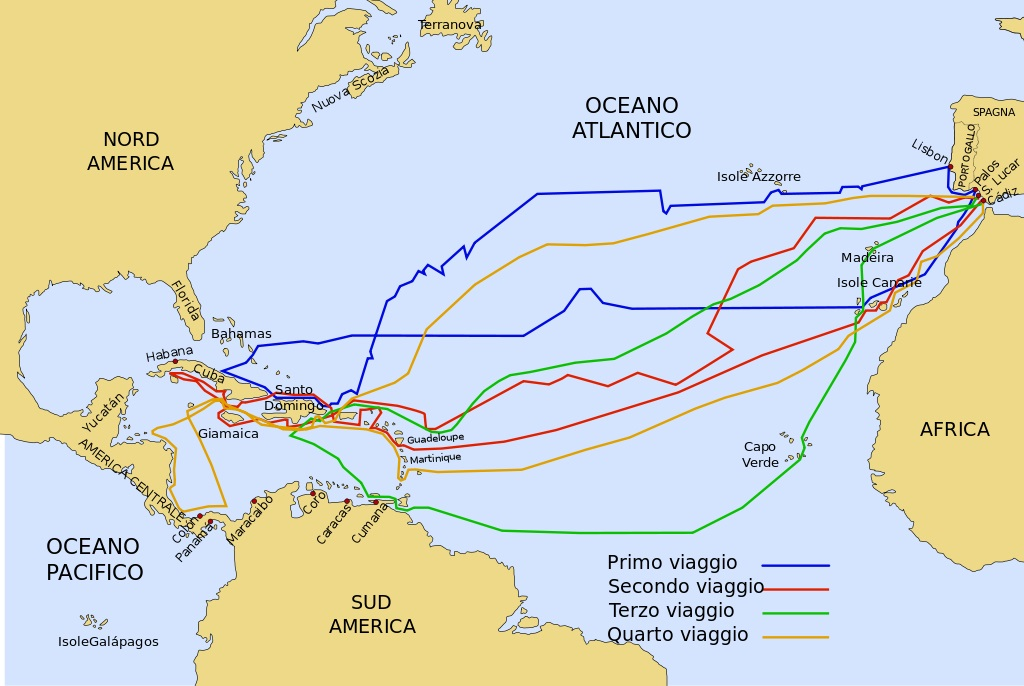 Terranova
Nuova Scozia
OCEANO
ATLANTICO
NORD
AMERICA
SPAGNA
PORTOGALLO
Lisbon
Palos
S. Lucar
Cádiz
Isole Azzorre
Madeira
Isole Canarie
Florida
Bahamas
Habana
Cuba
Santo
Domingo
Yucatán
Giamaica
Guadeloupe
Martinique
AFRICA
Capo
Verde
AMERICA CENTRALE
Colón
Panamá
Maracaibo
Coro
Caracas
Cumana
OCEANO
PACIFICO
SUD
AMERICA
IsoleGalápagos
Primo viaggio
Secondo viaggio
Terzo viaggio
Quarto viaggio